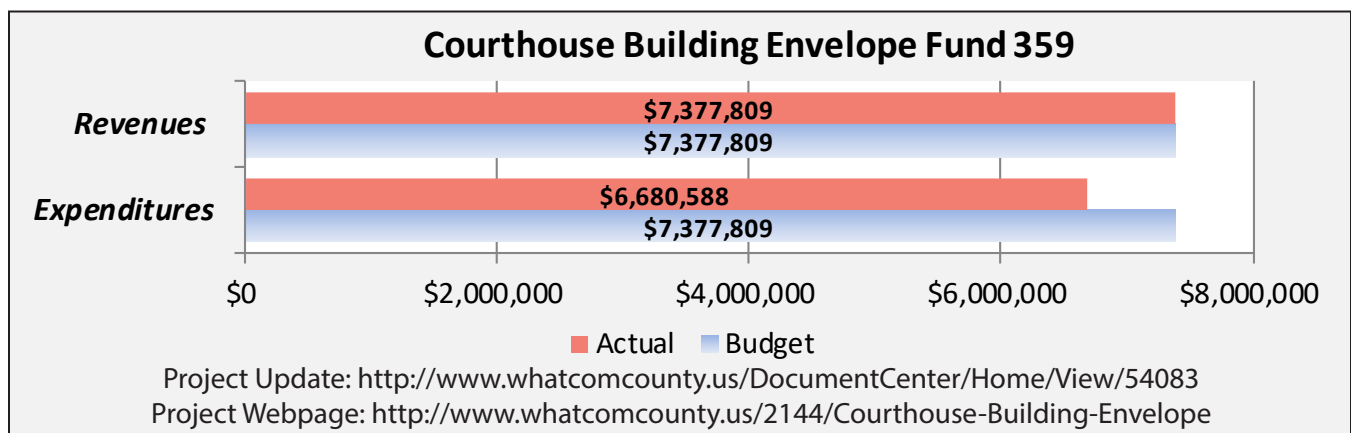 Courthouse Building Envelope Fund 359
Revenues
$7,377,809
$7,377,809
Expenditures
$6,680,588
$7,377,809
$0 $2,000,000 $4,000,000 $6,000,000 $8,000,000
Actual Budget
Project Update: http://www.whatcomcounty.us/DocumentCenter/Home/View/54083
Project Webpage: http://www.whatcomcounty.us/2144/Courthouse-Building-Envelope